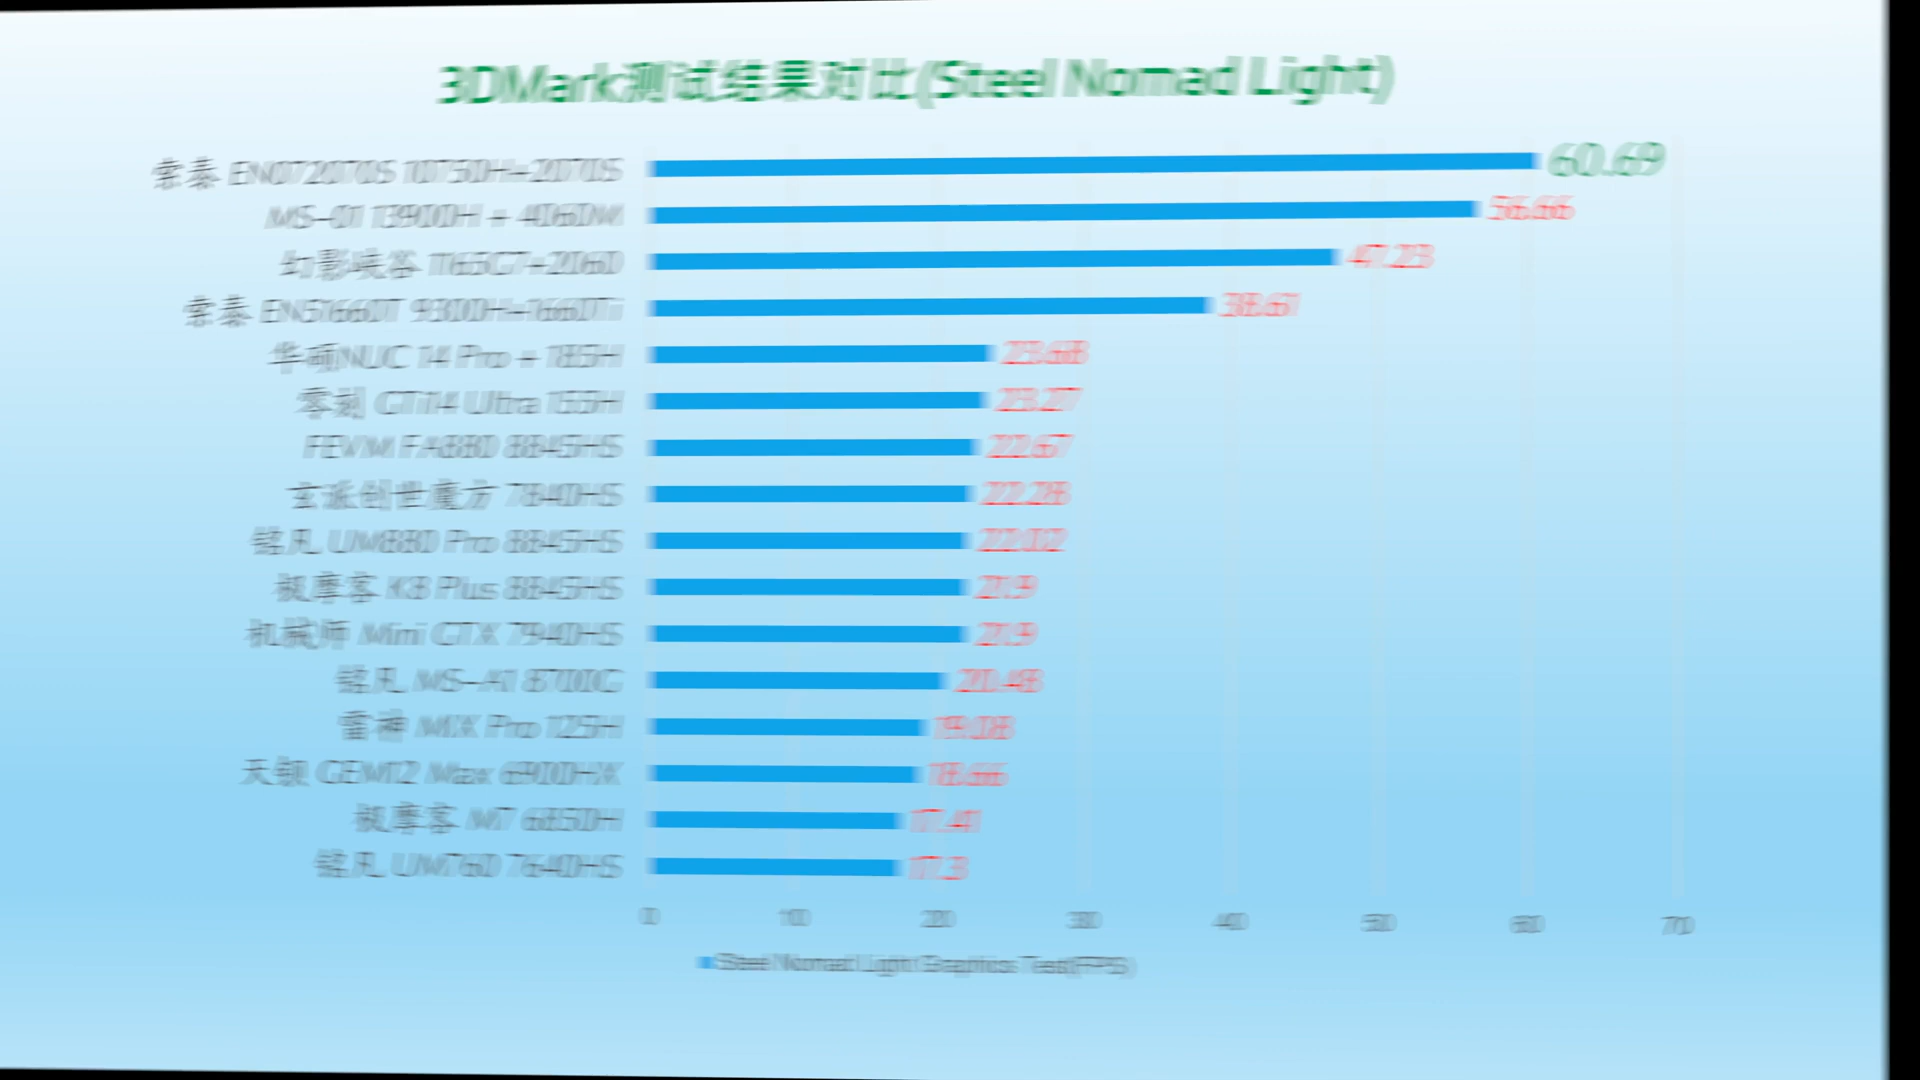 3DMark测试结果对比(Steel Nomad Light)
索泰 EN072070S 10750H+2070S 60.69
MS-01 13900H + 4060M 56.66
幻影峡谷 1165G7+2060 47.23
索泰 EN51660T 9300H+1660Ti 38.61
华硕NUC 14 Pro + 185H 23.68
零刻 GTi14 Ultra 155H 23.27
FEVM FA880 8845HS 22.67
玄派创世魔方 7840HS 22.28
铭凡 UM880 Pro 8845HS 22.02
极摩客 K8 Plus 8845HS 21.9
机械师 Mini GTX 7940HS 21.9
铭凡 MS-A1 8700G 20.48
雷神 MIX Pro 125H 19.08
天钡 GEM12 Max 6900HX 18.66
极摩客 M7 6850H 17.41
铭凡 UM760 7640HS 17.3
0 10 20 30 40 50 60 70
Steel Nomad Light Graphics Test(FPS)